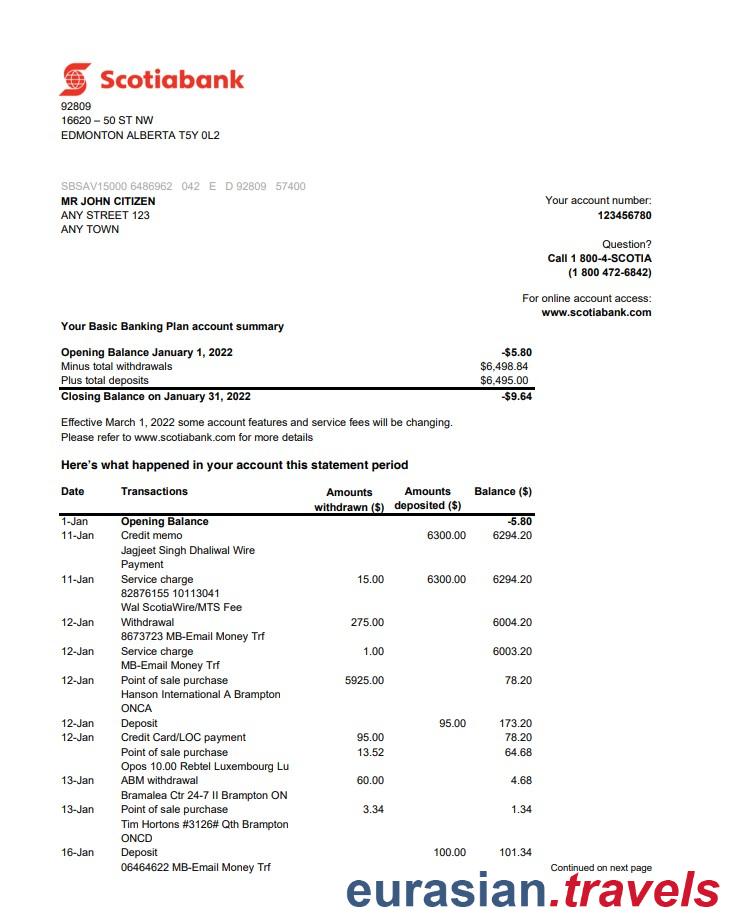 Scotiabank
92809
16620 – 50 ST NW
EDMONTON ALBERTA T5Y 0L2
SBSAV15000 6486962 042 E D 92809 57400
MR JOHN CITIZEN
ANY STREET 123
ANY TOWN
Your account number:
123456780
Question?
Call 1 800-4-SCOTIA
(1 800 472-6842)
For online account access:
www.scotiabank.com
Your Basic Banking Plan account summary
Opening Balance January 1, 2022 -$5.80
Minus total withdrawals $6,498.84
Plus total deposits $6,495.00
Closing Balance on January 31, 2022 -$9.64
Effective March 1, 2022 some account features and service fees will be changing.
Please refer to www.scotiabank.com for more details
Here's what happened in your account this statement period
Date Transactions Amounts Amounts Balance ($)
withdrawn ($) deposited ($)
1-Jan Opening Balance -5.80
11-Jan Credit memo 6300.00 6294.20
Jagjeet Singh Dhaliwal Wire
Payment
11-Jan Service charge 15.00 6300.00 6294.20
82876155 10113041
Wal ScotiaWire/MTS Fee
12-Jan Withdrawal 275.00 6004.20
8673723 MB-Email Money Trf
12-Jan Service charge 1.00 6003.20
MB-Email Money Trf
12-Jan Point of sale purchase 5925.00 78.20
Hanson International A Brampton
ONCA
12-Jan Deposit 95.00 173.20
12-Jan Credit Card/LOC payment 95.00 78.20
Point of sale purchase 13.52 64.68
Opos 10.00 Rebtel Luxembourg Lu
13-Jan ABM withdrawal 60.00 4.68
Bramalea Ctr 24-7 II Brampton ON
13-Jan Point of sale purchase 3.34 1.34
Tim Hortons #3126# Qth Brampton
ONCD
16-Jan Deposit 100.00 101.34
06464622 MB-Email Money Trf
Continued on next page
eurasian.travels